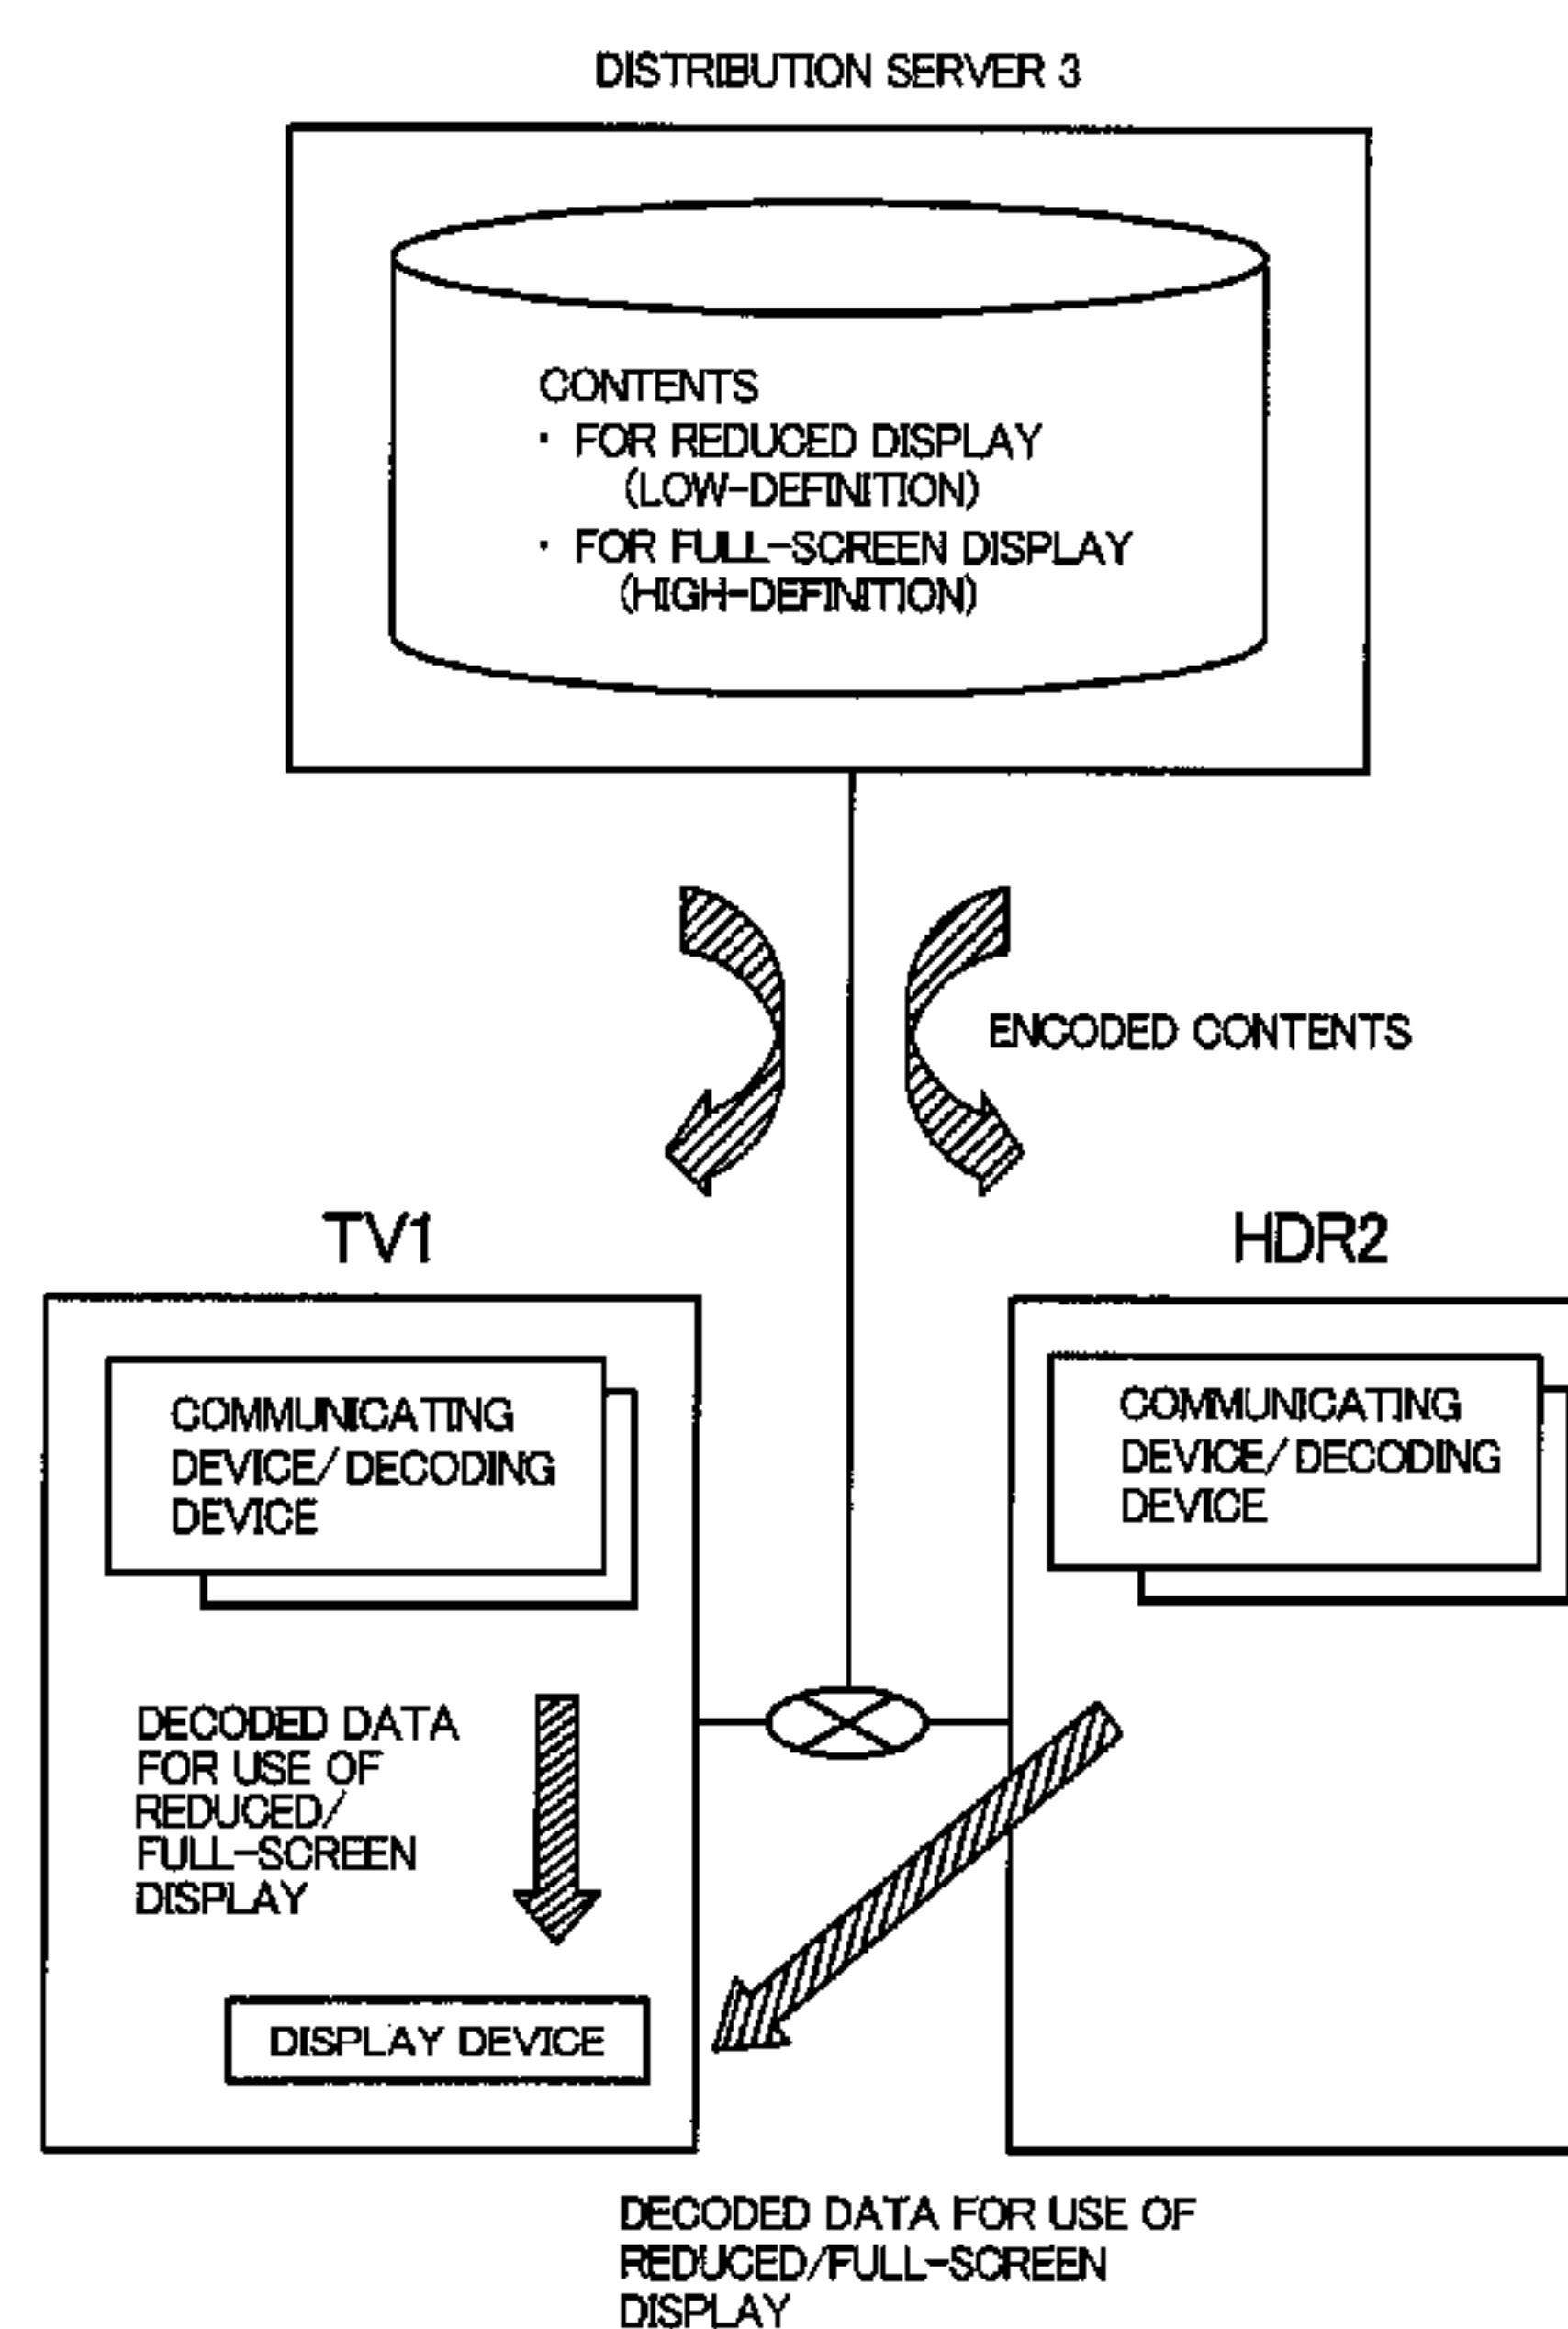 DISTRIBUTION SERVER 3
CONTENTS
・ FOR REDUCED DISPLAY
(LOW-DEFINITION)
・ FOR FULL-SCREEN DISPLAY
(HIGH-DEFINITION)
ENCODED CONTENTS
TV1
HDR2
COMMUNICATING
DEVICE/DECODING
DEVICE
COMMUNICATING
DEVICE/DECODING
DEVICE
DECODED DATA
FOR USE OF
REDUCED/
FULL-SCREEN
DISPLAY
DISPLAY DEVICE
DECODED DATA FOR USE OF
REDUCED/FULL-SCREEN
DISPLAY